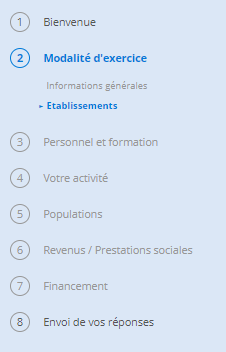 1 Bienvenue
2 Modalité d'exercice
Informations générales
Etablissements
3 Personnel et formation
4 Votre activité
5 Populations
6 Revenus / Prestations sociales
7 Financement
8 Envoi de vos réponses